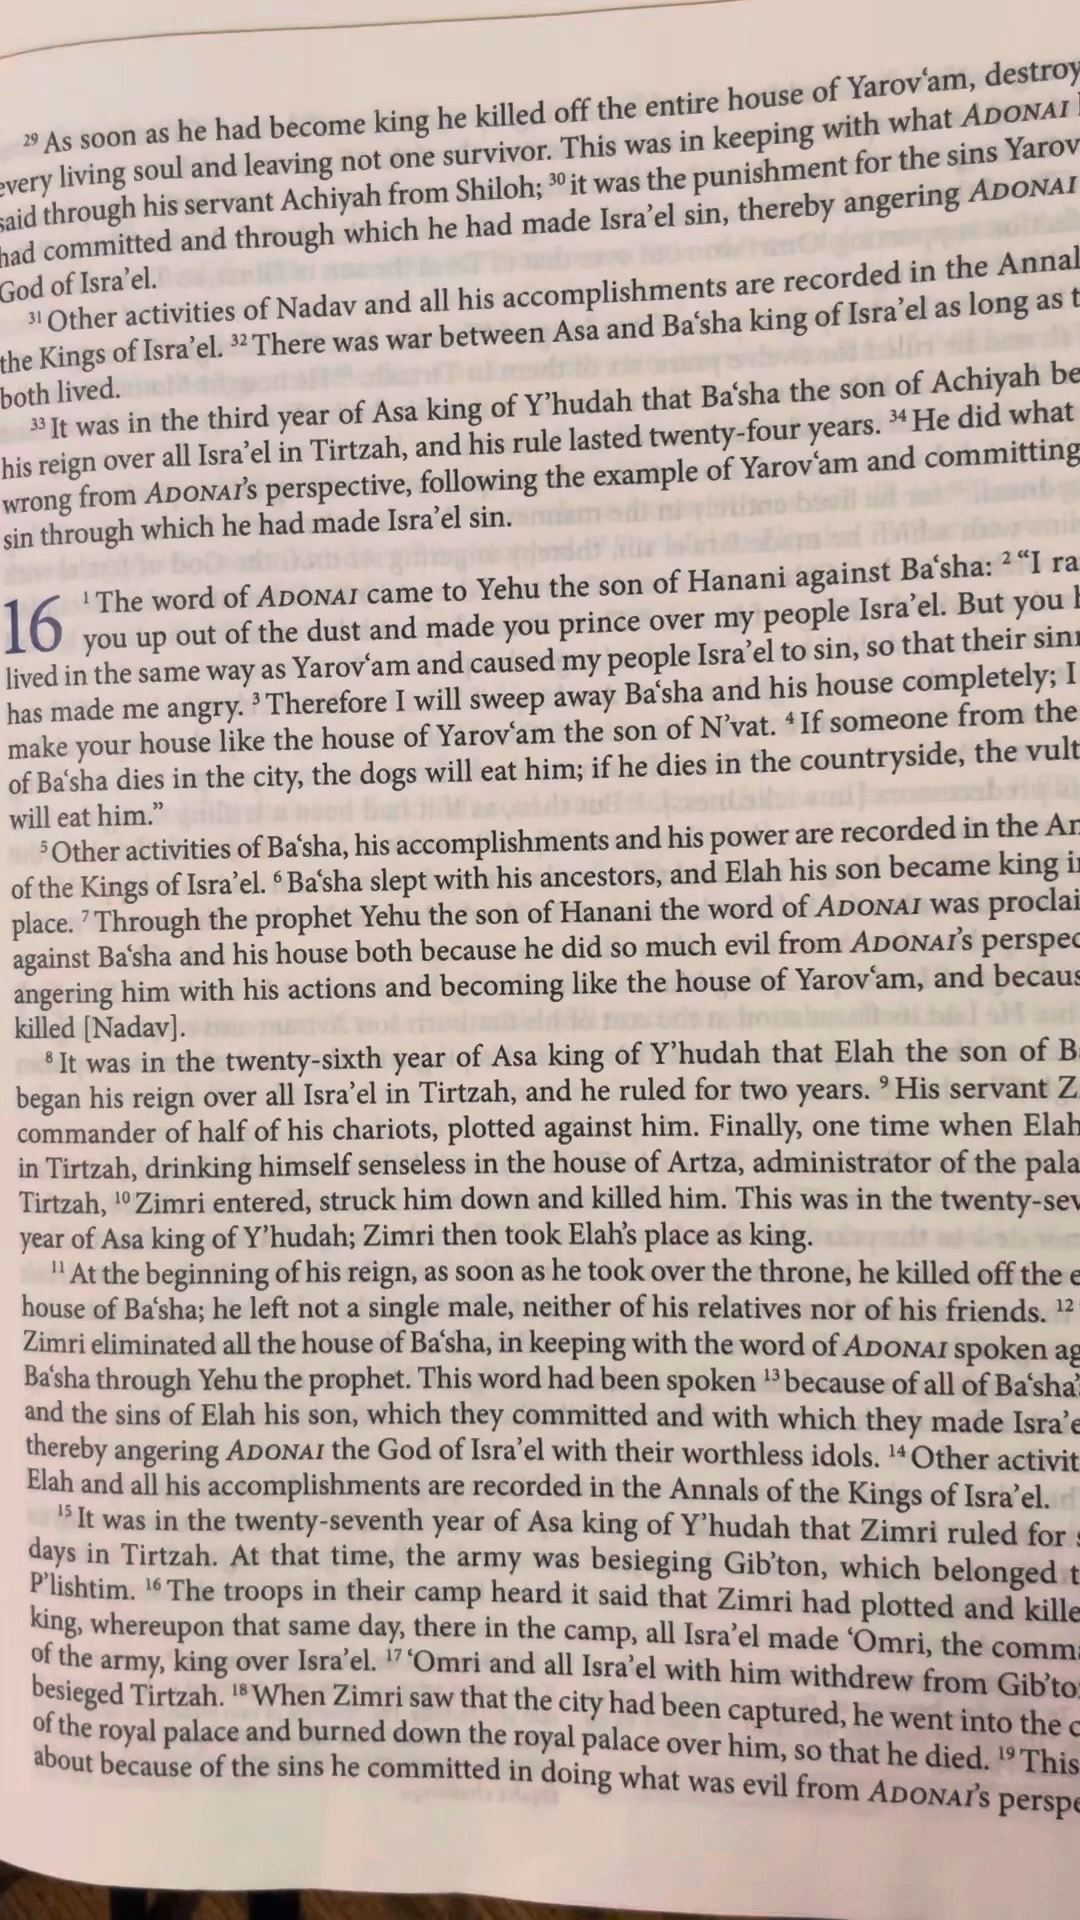 29 As soon as he had become king he killed off the entire house of Yarov‘am, destroy
every living soul and leaving not one survivor. This was in keeping with what ADONAI
said through his servant Achiyah from Shiloh; 30 it was the punishment for the sins Yarov
had committed and through which he had made Isra’el sin, thereby angering ADONAI
God of Isra’el.
31 Other activities of Nadav and all his accomplishments are recorded in the Annal
the Kings of Isra’el. 32 There was war between Asa and Ba‘sha king of Isra’el as long as t
both lived.
33 It was in the third year of Asa king of Y’hudah that Ba‘sha the son of Achiyah be
his reign over all Isra’el in Tirtzah, and his rule lasted twenty-four years. 34 He did what
wrong from ADONAI’s perspective, following the example of Yarov‘am and committing
sin through which he had made Isra’el sin.
16 1 The word of ADONAI came to Yehu the son of Hanani against Ba‘sha: 2 “I ra
you up out of the dust and made you prince over my people Isra’el. But you
lived in the same way as Yarov‘am and caused my people Isra’el to sin, so that their sin
has made me angry. 3 Therefore I will sweep away Ba‘sha and his house completely; I
make your house like the house of Yarov‘am the son of N’vat. 4 If someone from the
of Ba‘sha dies in the city, the dogs will eat him; if he dies in the countryside, the vult
will eat him.”
5 Other activities of Ba‘sha, his accomplishments and his power are recorded in the An
of the Kings of Isra’el. 6 Ba‘sha slept with his ancestors, and Elah his son became king i
place. 7 Through the prophet Yehu the son of Hanani the word of ADONAI was proclai
against Ba‘sha and his house both because he did so much evil from ADONAI’s perspec
angering him with his actions and becoming like the house of Yarov‘am, and becaus
killed [Nadav].
8 It was in the twenty-sixth year of Asa king of Y’hudah that Elah the son of B
began his reign over all Isra’el in Tirtzah, and he ruled for two years. 9 His servant Z
commander of half of his chariots, plotted against him. Finally, one time when Elah
in Tirtzah, drinking himself senseless in the house of Artza, administrator of the pala
Tirtzah, 10 Zimri entered, struck him down and killed him. This was in the twenty-sev
year of Asa king of Y’hudah; Zimri then took Elah’s place as king.
11 At the beginning of his reign, as soon as he took over the throne, he killed off the e
house of Ba‘sha; he left not a single male, neither of his relatives nor of his friends. 12
Zimri eliminated all the house of Ba‘sha, in keeping with the word of ADONAI spoken ag
Ba‘sha through Yehu the prophet. This word had been spoken 13 because of all of Ba‘sha’
and the sins of Elah his son, which they committed and with which they made Isra’e
thereby angering ADONAI the God of Isra’el with their worthless idols. 14 Other activit
Elah and all his accomplishments are recorded in the Annals of the Kings of Isra’el.
15 It was in the twenty-seventh year of Asa king of Y’hudah that Zimri ruled for s
days in Tirtzah. At that time, the army was besieging Gib’ton, which belonged t
P’lishtim. 16 The troops in their camp heard it said that Zimri had plotted and kille
king, whereupon that same day, there in the camp, all Isra’el made ‘Omri, the comm
of the army, king over Isra’el. 17 ‘Omri and all Isra’el with him withdrew from Gib’to
besieged Tirtzah. 18 When Zimri saw that the city had been captured, he went into the c
of the royal palace and burned down the royal palace over him, so that he died. 19 This
about because of the sins he committed in doing what was evil from ADONAI’s perspe